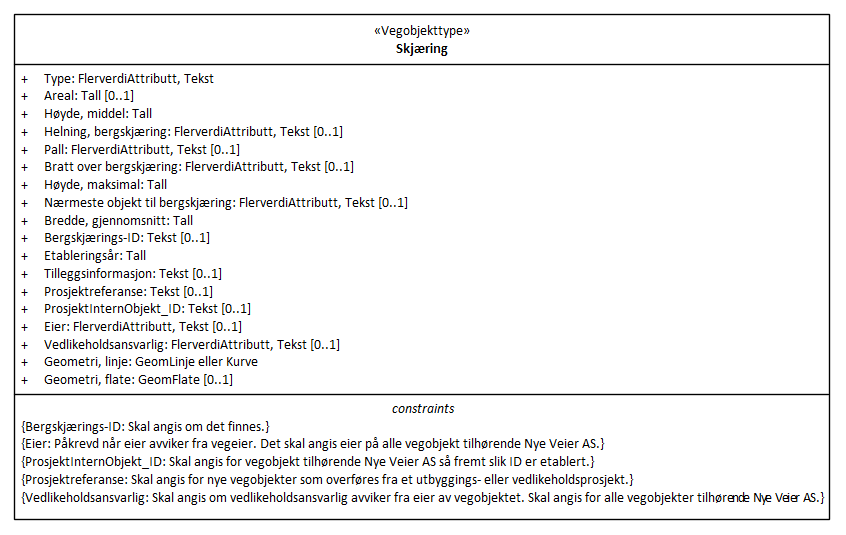 «Vegobjekttype»
Skjæring
+ Type: FlerverdiAttributt, Tekst
+ Areal: Tall [0..1]
+ Høyde, middel: Tall
+ Helning, bergskjæring: FlerverdiAttributt, Tekst [0..1]
+ Pall: FlerverdiAttributt, Tekst [0..1]
+ Bratt over bergskjæring: FlerverdiAttributt, Tekst [0..1]
+ Høyde, maksimal: Tall
+ Nærmeste objekt til bergskjæring: FlerverdiAttributt, Tekst [0..1]
+ Bredde, gjennomsnitt: Tall
+ Bergskjærings-ID: Tekst [0..1]
+ Etableringsår: Tall
+ Tilleggsinformasjon: Tekst [0..1]
+ Prosjektreferanse: Tekst [0..1]
+ ProsjektInternObjekt_ID: Tekst [0..1]
+ Eier: FlerverdiAttributt, Tekst [0..1]
+ Vedlikeholdsansvarlig: FlerverdiAttributt, Tekst [0..1]
+ Geometri, linje: GeomLinje eller Kurve
+ Geometri, flate: GeomFlate [0..1]
constraints
{Bergskjærings-ID: Skal angis om det finnes.}
{Eier: Påkrevd når eier avviker fra vegeier. Det skal angis eier på alle vegobjekt tilhørende Nye Veier AS.}
{ProsjektInternObjekt_ID: Skal angis for vegobjekt tilhørende Nye Veier AS så fremt slik ID er etablert.}
{Prosjektreferanse: Skal angis for nye vegobjekter som overføres fra et utbyggings- eller vedlikeholdsprosjekt.}
{Vedlikeholdsansvarlig: Skal angis om vedlikeholdsansvarlig avviker fra eier av vegobjektet. Skal angis for alle vegobjekter tilhørende Nye Veier AS.}